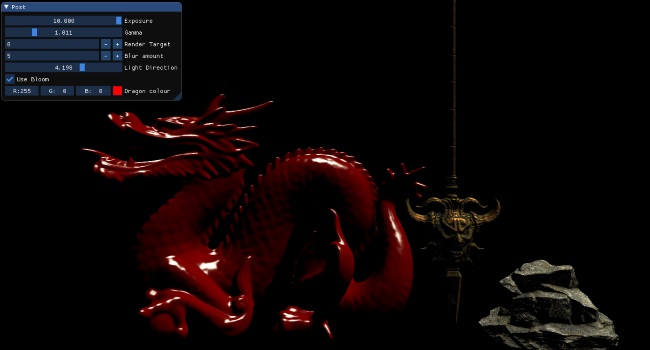 Post
10.000 Exposure
1.011 Gamma
0 - + Render Target
5 - + Blur amount
4.198 Light Direction
Use Bloom
R:255 G: 0 B: 0 Dragon colour